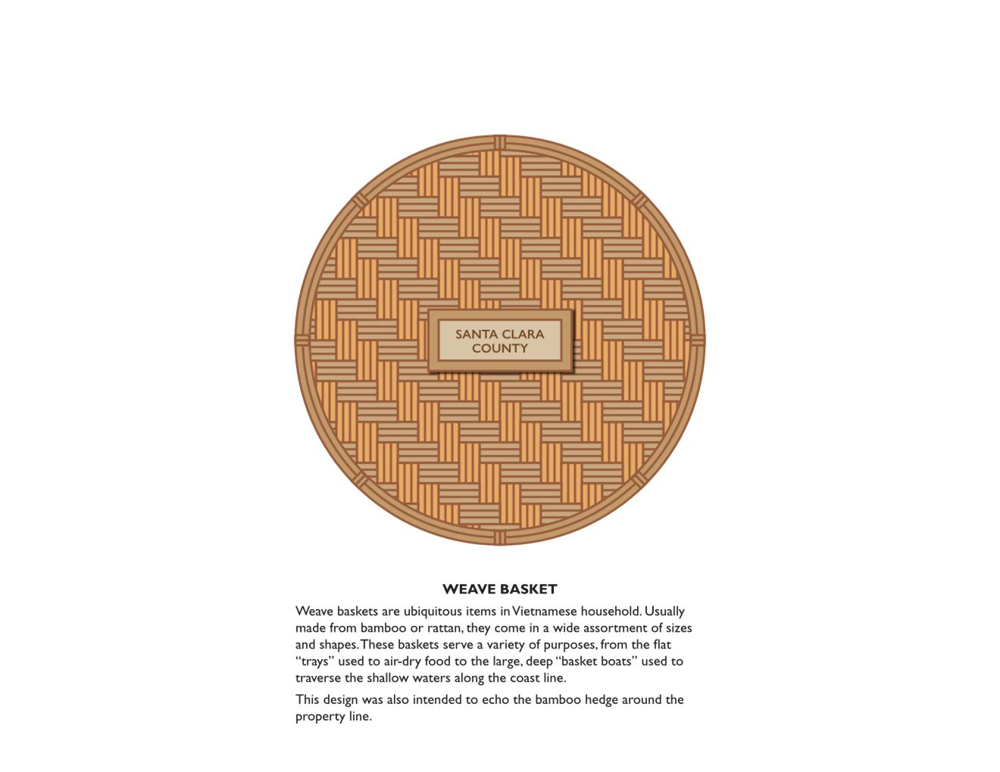 SANTA CLARA
COUNTY
WEAVE BASKET
Weave baskets are ubiquitous items in Vietnamese household. Usually
made from bamboo or rattan, they come in a wide assortment of sizes
and shapes. These baskets serve a variety of purposes, from the flat
“trays” used to air-dry food to the large, deep “basket boats” used to
traverse the shallow waters along the coast line.
This design was also intended to echo the bamboo hedge around the
property line.